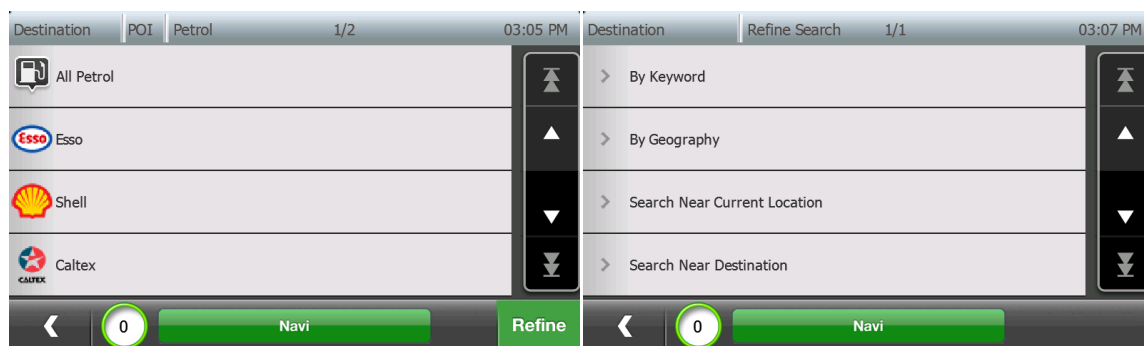 Destination POI Petrol 1/2 03:05 PM
All Petrol
Esso Esso
Shell
CALTEX Caltex
0 Navi Refine
Destination Refine Search 1/1 03:07 PM
By Keyword
By Geography
Search Near Current Location
Search Near Destination
0 Navi